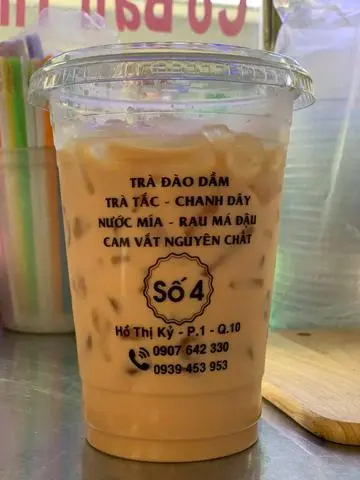 TRÀ ĐÀO DẦM
TRÀ TẮC - CHANH DÂY
NƯỚC MÍA - RAU MÁ ĐẬU
CAM VẮT NGUYÊN CHẤT
Số 4
Hồ Thị Kỷ - P.1 - Q.10
0907 642 330
0939 453 953